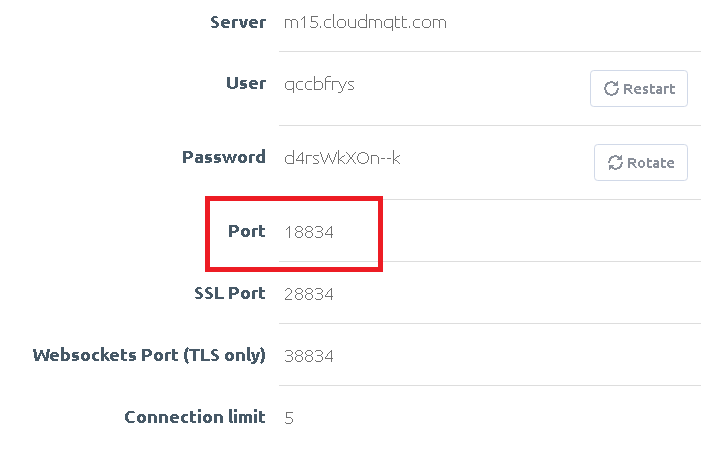 Server m15.cloudmqtt.com
User qccbfrys Restart
Password d4rsWkXOn--k Rotate
Port 18834
SSL Port 28834
Websockets Port (TLS only) 38834
Connection limit 5